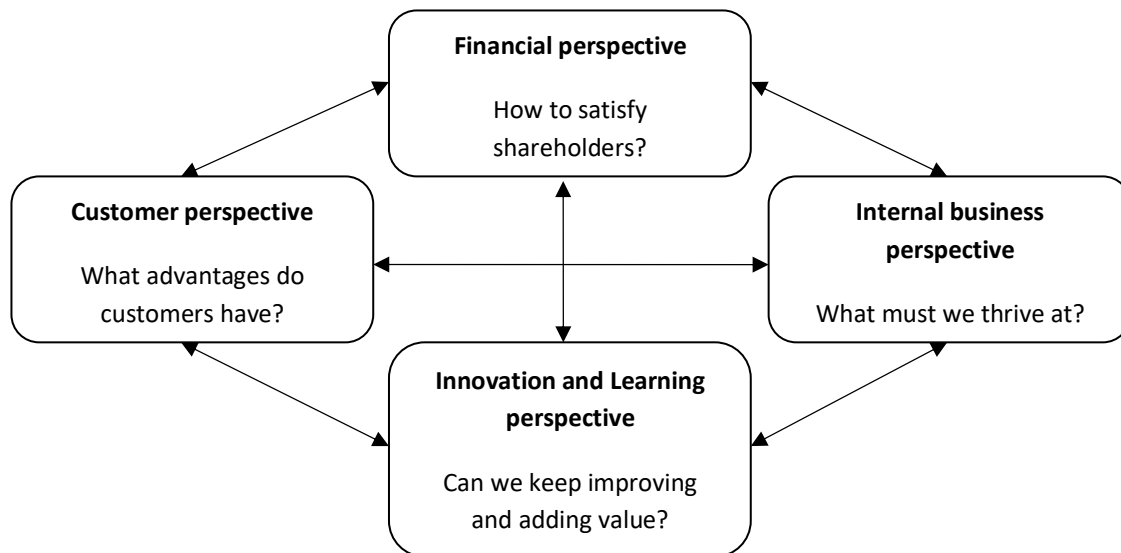 Financial perspective
How to satisfy
shareholders?
Customer perspective
What advantages do
customers have?
Internal business
perspective
What must we thrive at?
Innovation and Learning
perspective
Can we keep improving
and adding value?